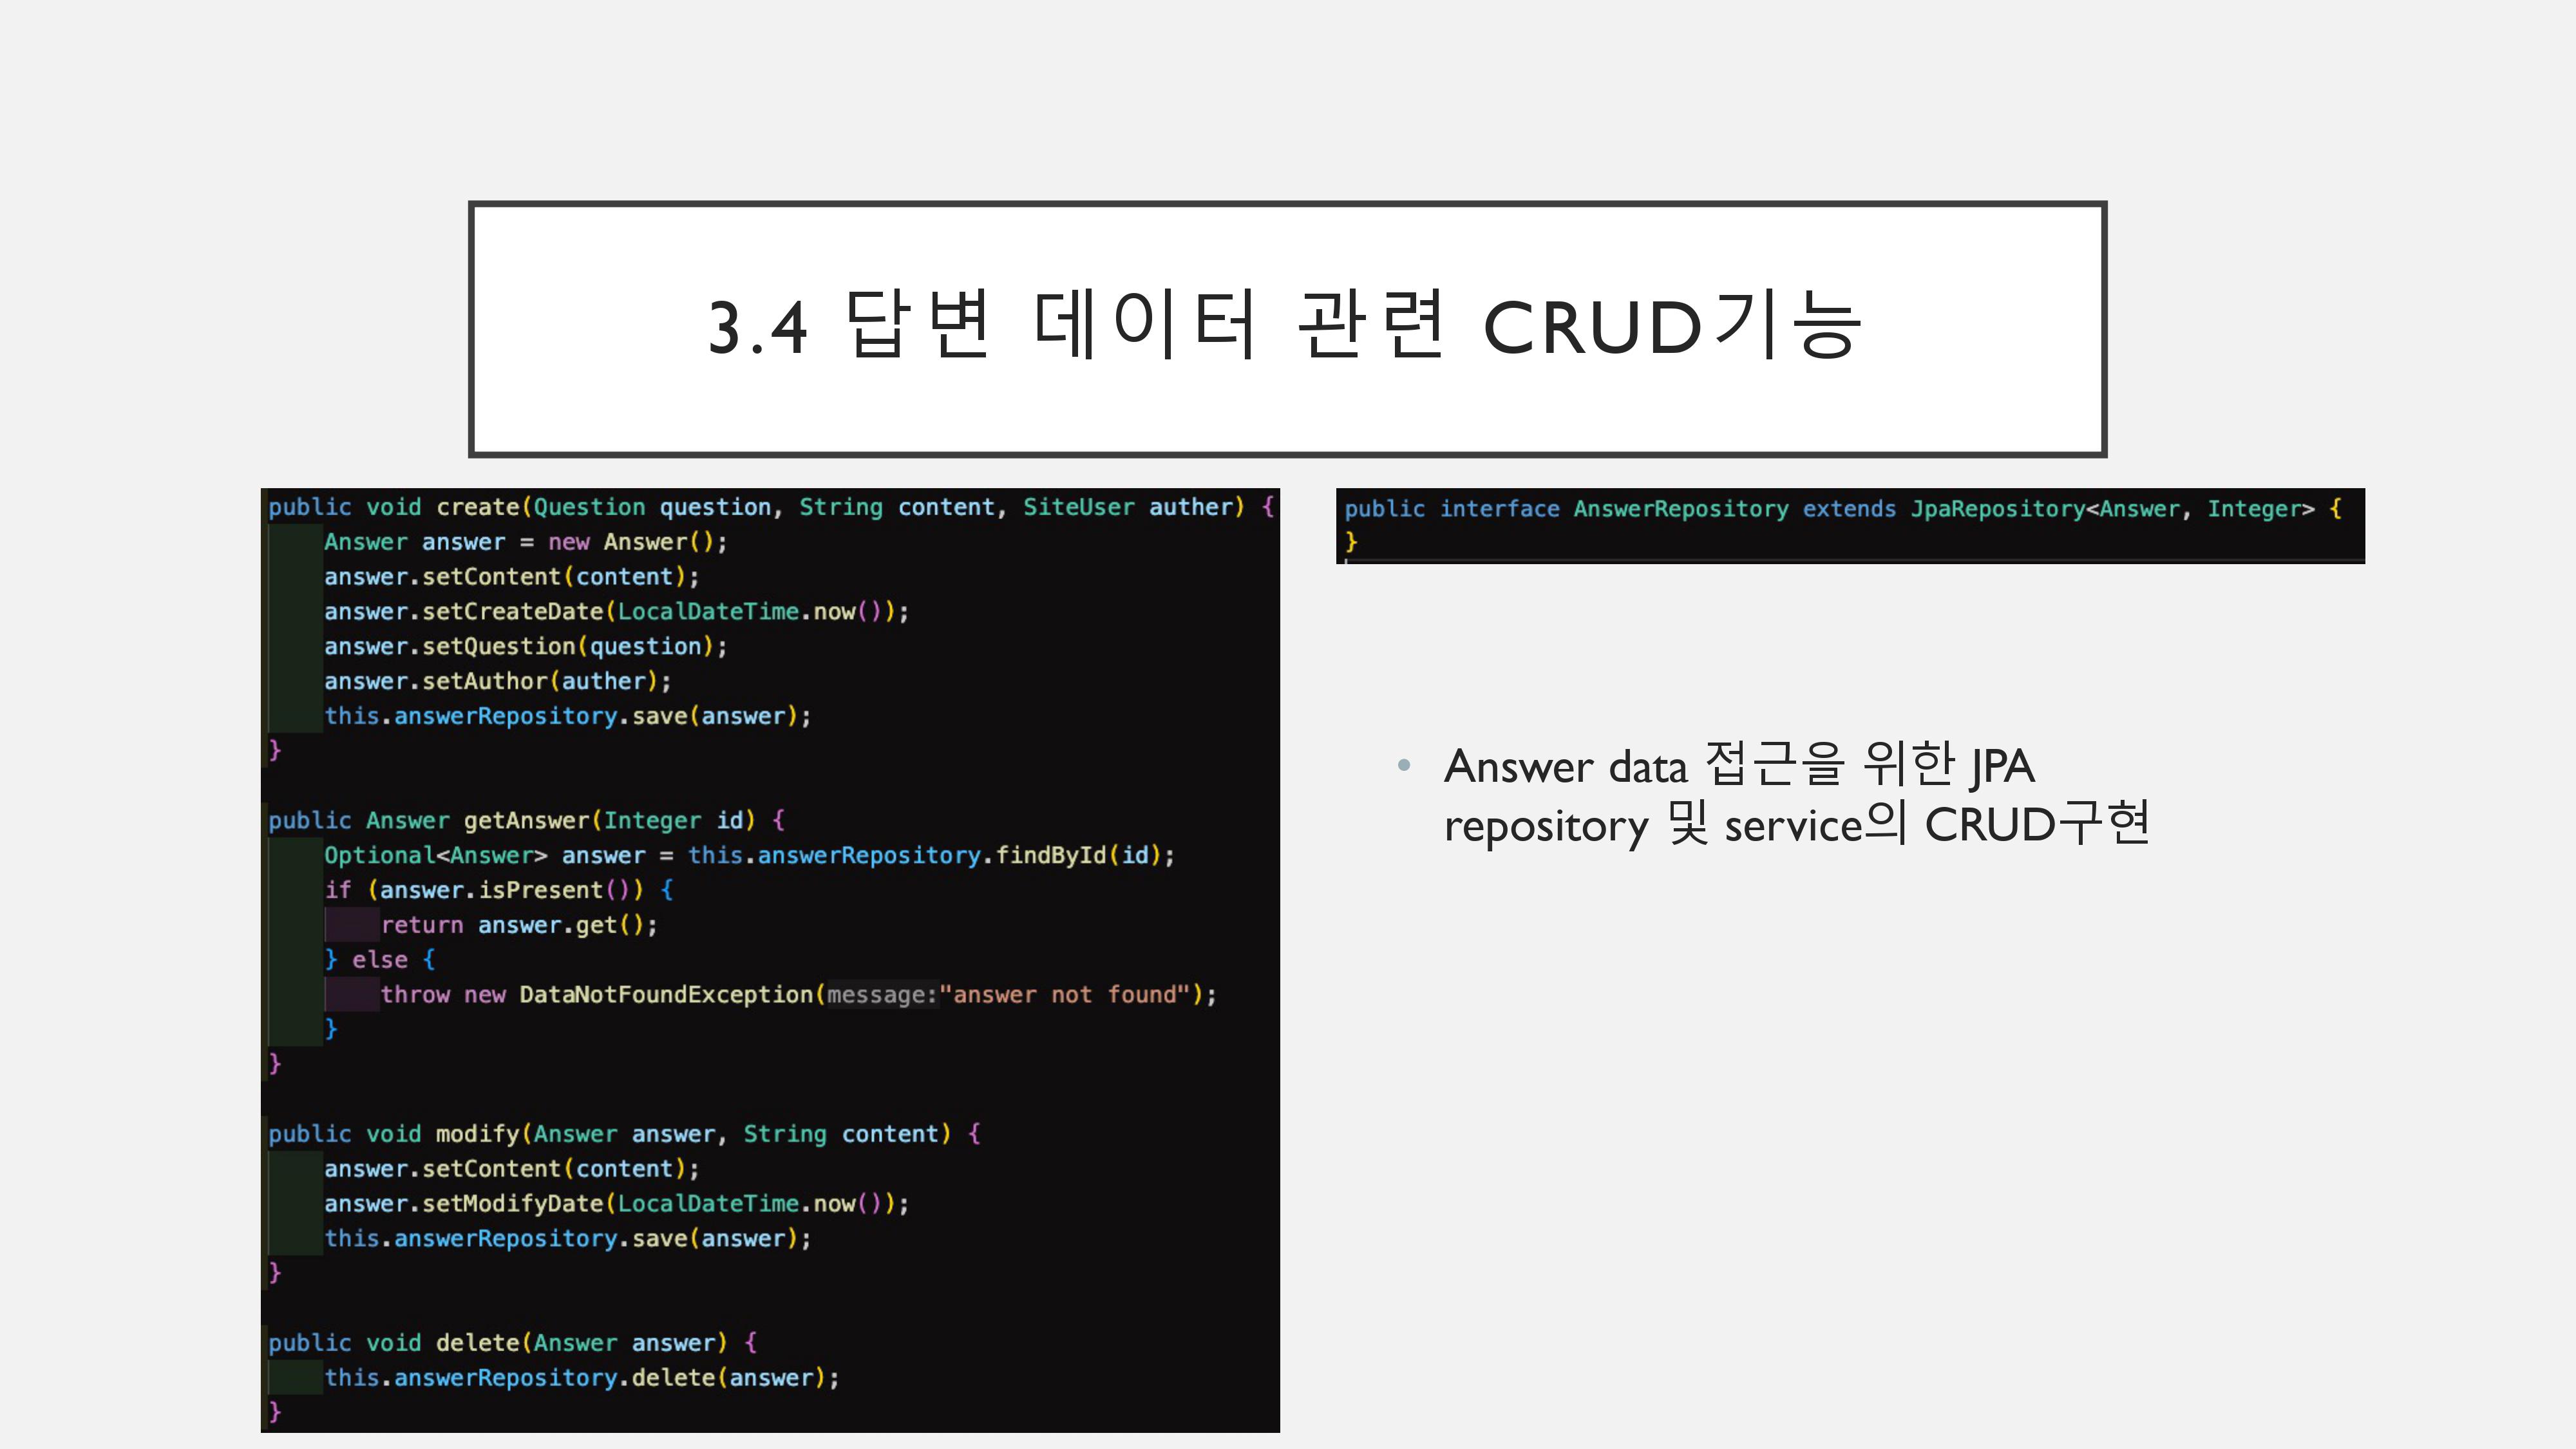 3.4 답변 데이터 관련 CRUD기능
public void create(Question question, String content, SiteUser auther) {
    Answer answer = new Answer();
    answer.setContent(content);
    answer.setCreateDate(LocalDateTime.now());
    answer.setQuestion(question);
    answer.setAuthor(auther);
    this.answerRepository.save(answer);
}
public Answer getAnswer(Integer id) {
    Optional<Answer> answer = this.answerRepository.findById(id);
    if (answer.isPresent()) {
        return answer.get();
    } else {
        throw new DataNotFoundException(message:"answer not found");
    }
}
public void modify(Answer answer, String content) {
    answer.setContent(content);
    answer.setModifyDate(LocalDateTime.now());
    this.answerRepository.save(answer);
}
public void delete(Answer answer) {
    this.answerRepository.delete(answer);
}
public interface AnswerRepository extends JpaRepository<Answer, Integer> {
}
• Answer data 접근을 위한 JPA
repository 및 service의 CRUD구현